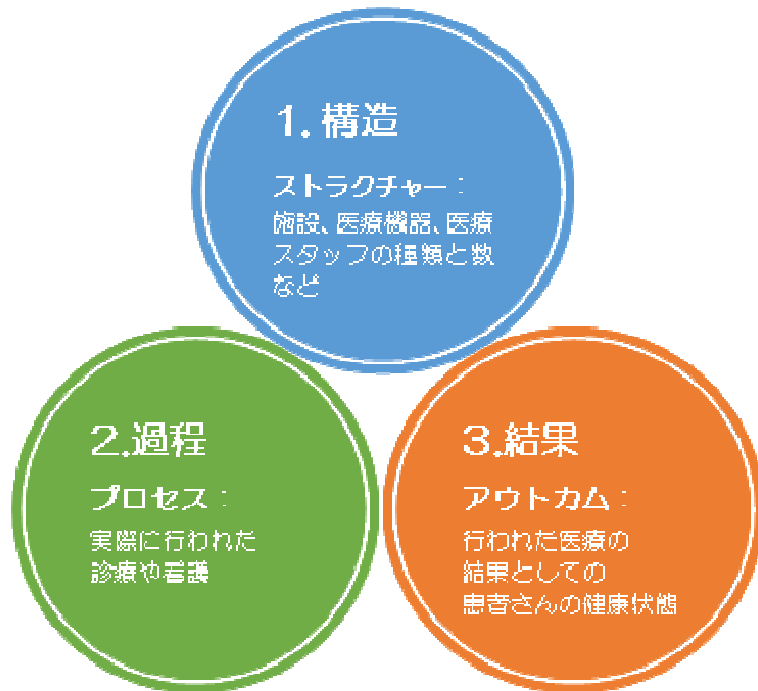 1. 構造
ストラクチャー：
施設、医療機器、医療
スタッフの種類と数
など
2.過程
プロセス：
実際に行われた
診療や看護
3.結果
アウトカム：
行われた医療の
結果としての
患者さんの健康状態